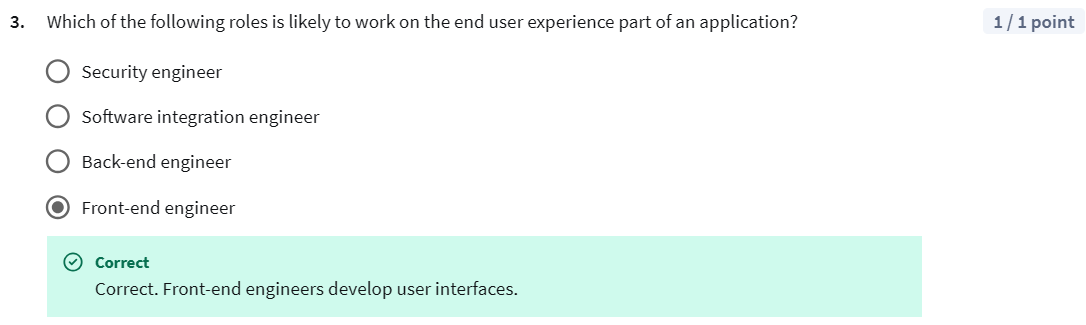 3. Which of the following roles is likely to work on the end user experience part of an application? 1 / 1 point
Security engineer
Software integration engineer
Back-end engineer
Front-end engineer
Correct
Correct. Front-end engineers develop user interfaces.